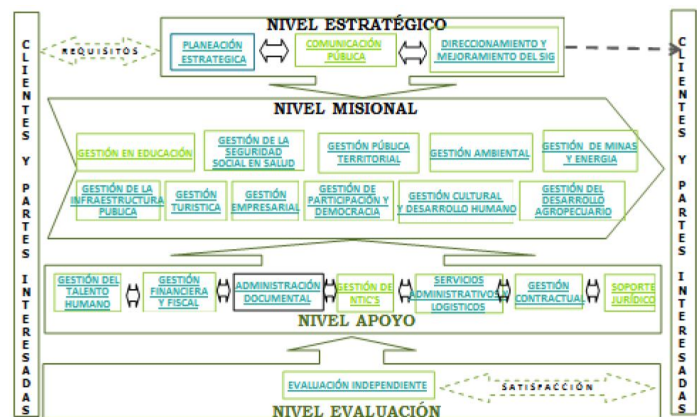 CLIENTES Y PARTES INTERESADAS
NIVEL ESTRATÉGICO
REQUISITOS
PLANEACIÓN
ESTRATEGICA
COMUNICACIÓN
PÚBLICA
DIRECCIONAMIENTO Y
MEJORAMIENTO DEL SIG
NIVEL MISIONAL
GESTIÓN EN EDUCACIÓN
GESTIÓN DE LA
SEGURIDAD
SOCIAL EN SALUD
GESTIÓN PÚBLICA
TERRITORIAL
GESTIÓN AMBIENTAL
GESTIÓN DE MINAS
Y ENERGIA
GESTIÓN DE LA
INFRAESTRUCTURA
PUBLICA
GESTIÓN
TURISTICA
GESTIÓN
EMPRESARIAL
GESTIÓN DE
PARTICIPACIÓN Y
DEMOCRACIA
GESTIÓN CULTURAL
Y DESARROLLO HUMANO
GESTIÓN DEL
DESARROLLO
AGROPECUARIO
GESTIÓN DEL
TALENTO
HUMANO
GESTIÓN
FINANCIERA
Y FISCAL
ADMINISTRACIÓN
DOCUMENTAL
GESTIÓN DE
NTIC'S
SERVICIOS
ADMINISTRATIVOS Y
LOGISTICOS
GESTIÓN
CONTRACTUAL
SOPORTE
JURÍDICO
NIVEL APOYO
EVALUACIÓN INDEPENDIENTE
SATISFACCIÓN
NIVEL EVALUACIÓN
CLIENTES Y PARTES INTERESADAS